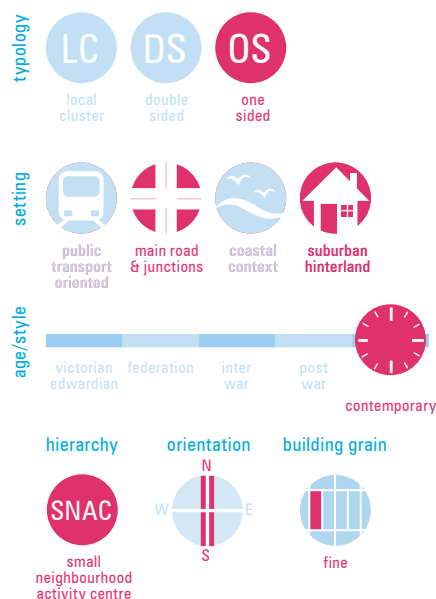 typology
LC
DS
OS
local
cluster
double
sided
one
sided
setting
public
transport
oriented
main road
& junctions
coastal
context
suburban
hinterland
age/style
victorian
edwardian
federation
inter
war
post
war
contemporary
hierarchy
orientation
building grain
SNAC
N
W
E
S
small
neighbourhood
activity centre
fine